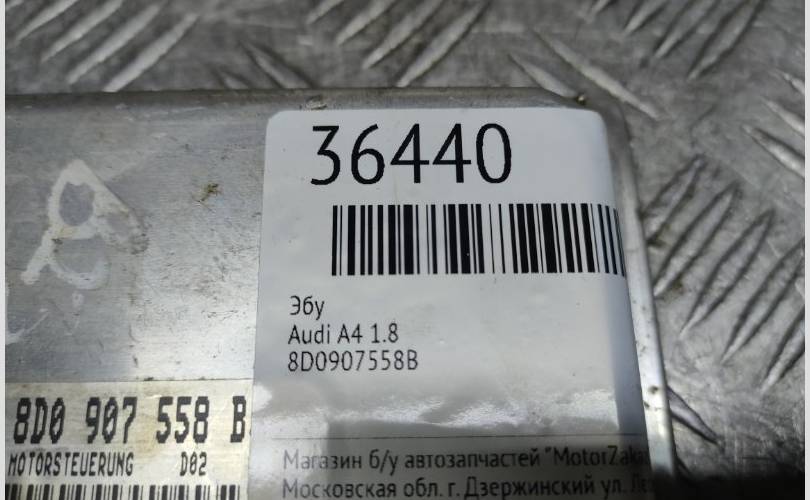 36440
Эбу
Audi A4 1.8
8D0907558B
8D0 907 558 B
MOTORSTEUERUNG D02
Магазин б/у автозапчастей "MotorZaka
Московская обл. г. Дзержинский ул.